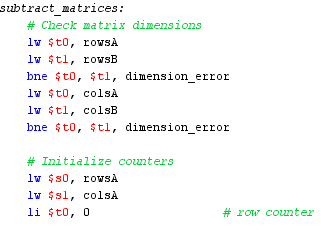 subtract_matrices:
# Check matrix dimensions
lw $t0, rowsA
lw $t1, rowsB
bne $t0, $t1, dimension_error
lw $t0, colsA
lw $t1, colsB
bne $t0, $t1, dimension_error
# Initialize counters
lw $s0, rowsA
lw $s1, colsA
li $t0, 0 # row counter